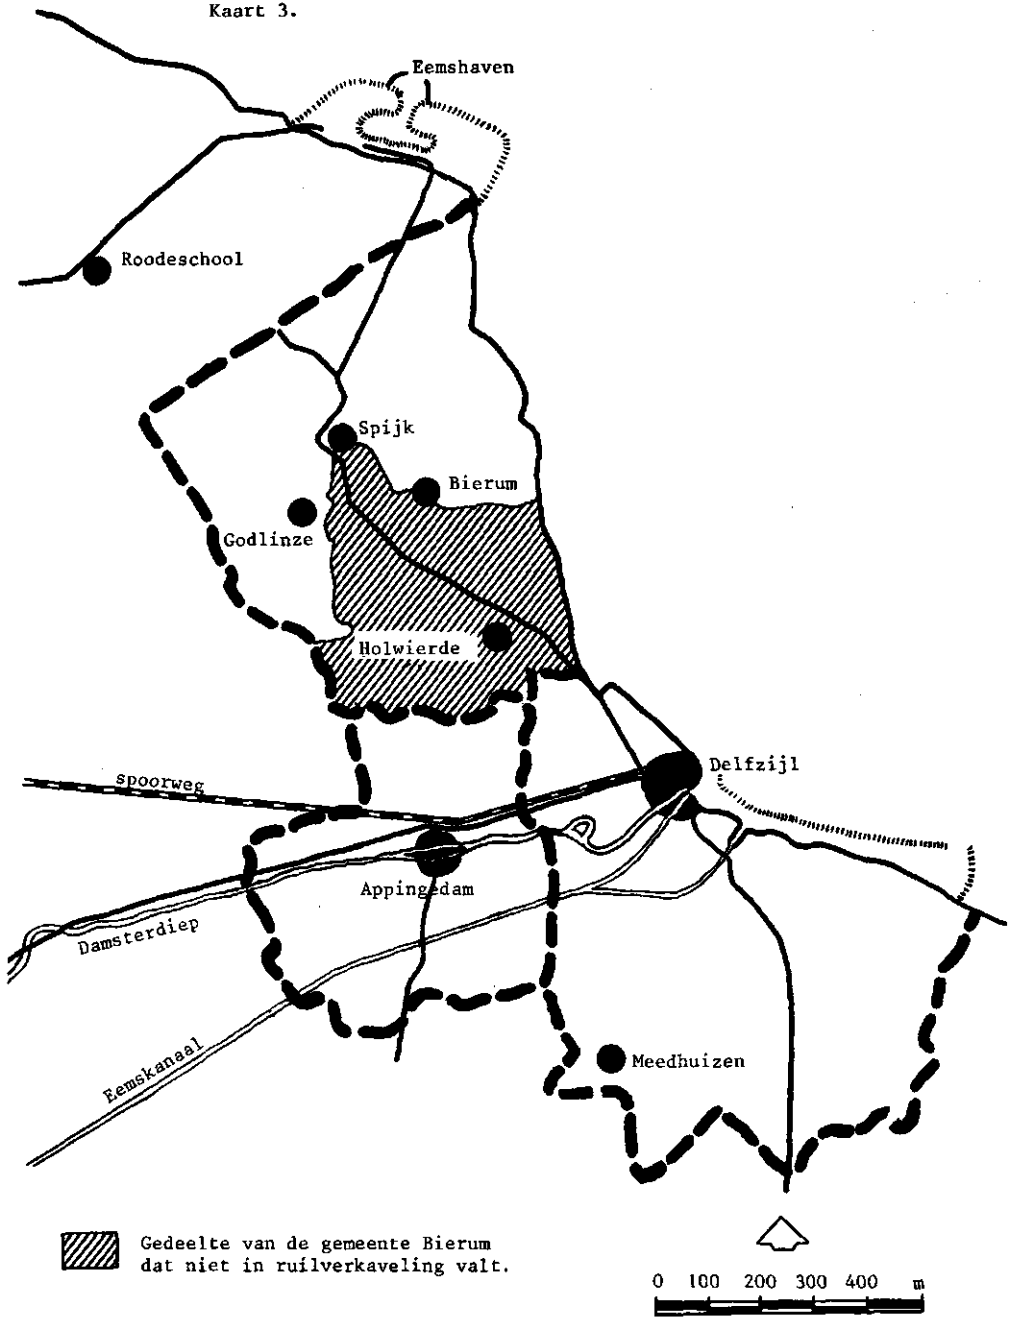 Kaart 3.
Eemshaven
Roodeschool
Spijk
Bierum
Godlinze
Holwierde
spoorweg
Delfzijl
Appingedam
Damsterdiep
Eemskanaal
Meedhuizen
Gedeelte van de gemeente Bierum
dat niet in ruilverkaveling valt.
0 100 200 300 400 m